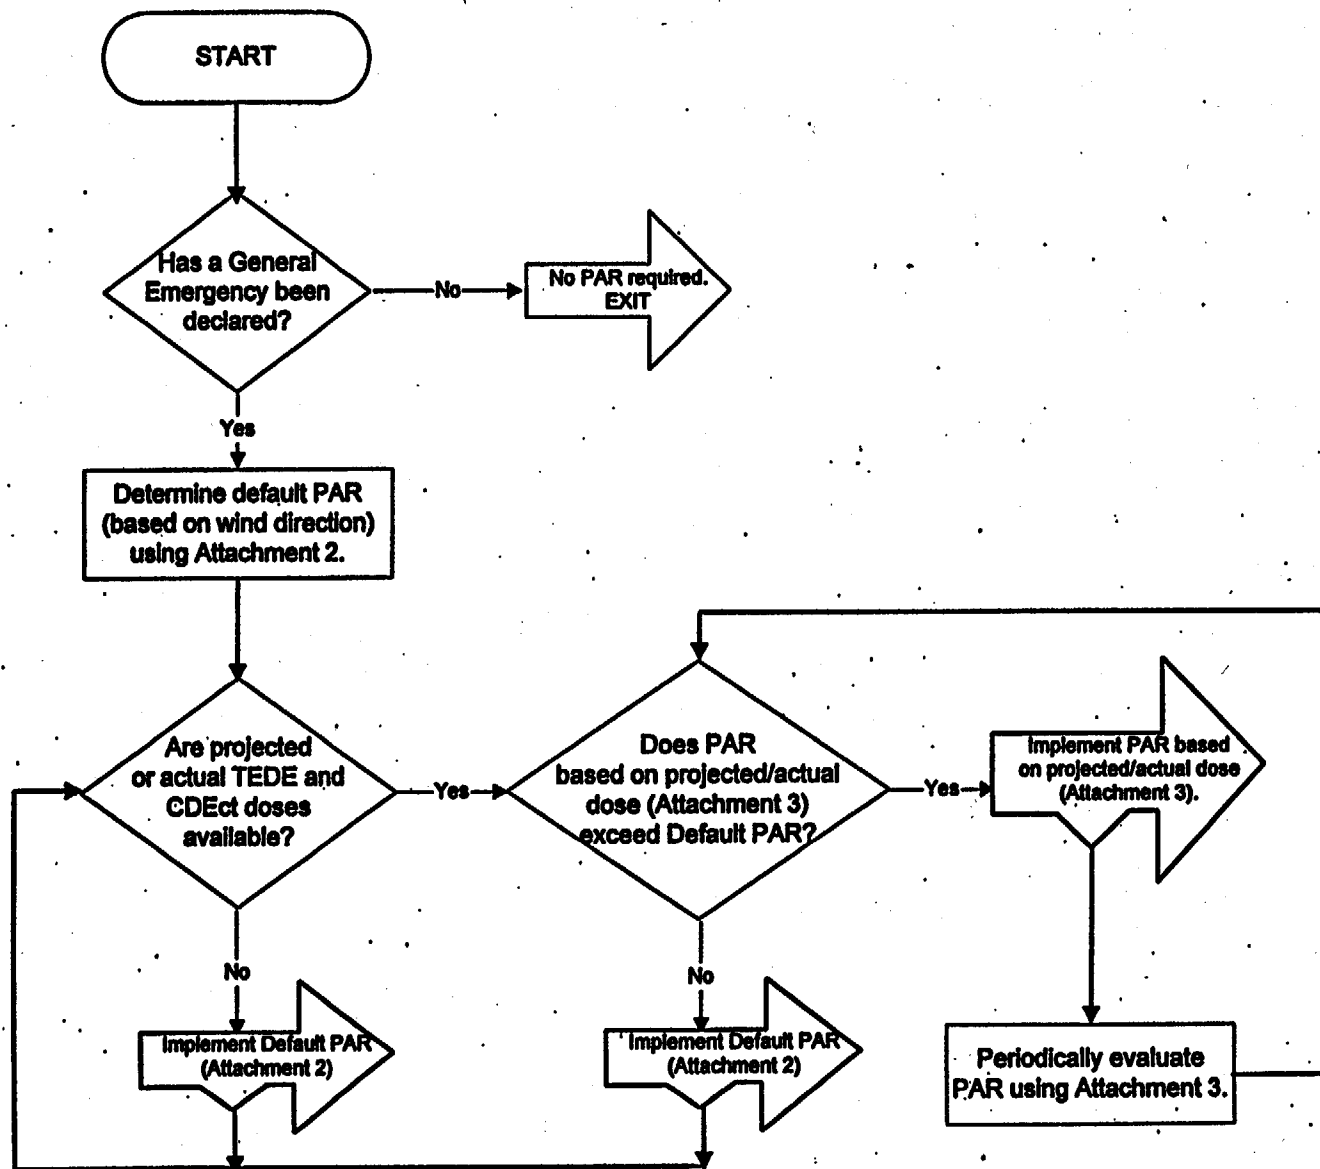 START
Has a General
Emergency been
declared?
No
No PAR required.
EXIT
Yes
Determine default PAR
(based on wind direction)
using Attachment 2.
Are projected
or actual TEDE and
CDEct doses
available?
Yes
Does PAR
based on projected/actual
dose (Attachment 3)
exceed Default PAR?
Yes
Implement PAR based
on projected/actual dose
(Attachment 3).
No
Implement Default PAR
(Attachment 2)
No
Implement Default PAR
(Attachment 2)
Periodically evaluate
PAR using Attachment 3.